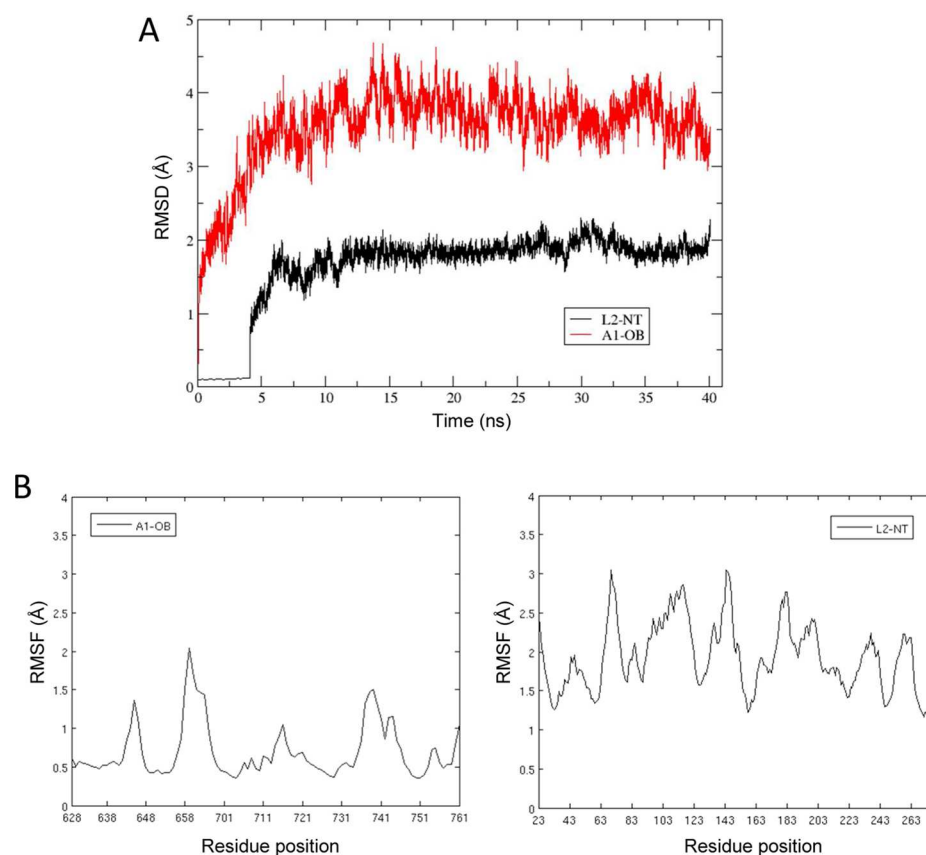 A
RMSD (Å)
5
4
3
2
1
0
L2-NT
A1-OB
0 5 10 15 20 25 30 35 40
Time (ns)
B
RMSF (Å)
4
3.5
3
2.5
2
1.5
1
0.5
0
A1-OB
628 638 648 658 701 711 721 731 741 751 761
Residue position
RMSF (Å)
4
3.5
3
2.5
2
1.5
1
0.5
0
L2-NT
23 43 63 83 103 123 143 163 183 203 223 243 263
Residue position